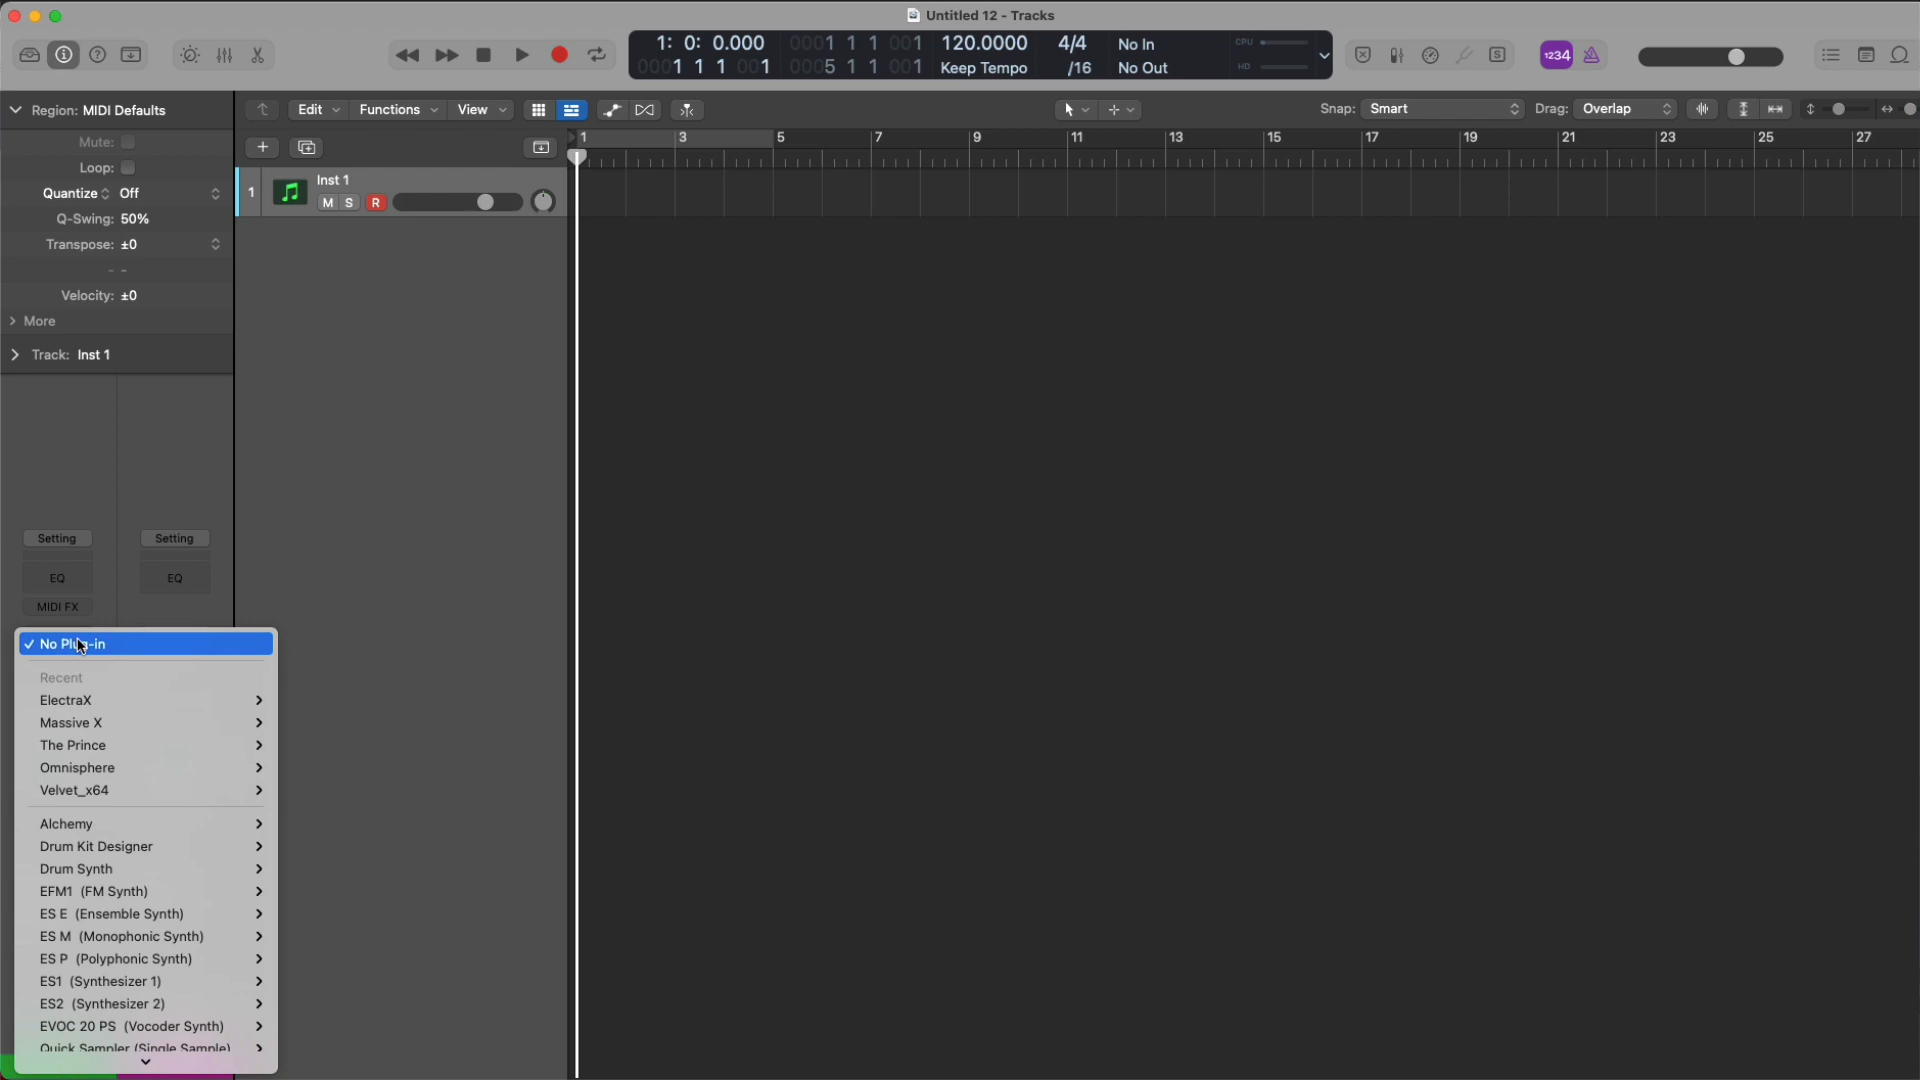 Untitled 12 - Tracks
1: 0: 0.000 0001 1 1 001 120.0000 4/4 No In CPU
0001 1 1 001 0005 1 1 001 Keep Tempo /16 No Out HD
1234
S
Region: MIDI Defaults
Edit Functions View Snap: Smart Drag: Overlap
Mute:
1 3 5 7 9 11 13 15 17 19 21 23 25 27
Loop:
Quantize Off
Q-Swing: 50%
Transpose: ±0
- -
Velocity: ±0
More
Track: Inst 1
1 Inst 1
M S R
Setting Setting
EQ EQ
MIDI FX
✓ No Plug-in
Recent
ElectraX
Massive X
The Prince
Omnisphere
Velvet_x64
Alchemy
Drum Kit Designer
Drum Synth
EFM1 (FM Synth)
ES E (Ensemble Synth)
ES M (Monophonic Synth)
ES P (Polyphonic Synth)
ES1 (Synthesizer 1)
ES2 (Synthesizer 2)
EVOC 20 PS (Vocoder Synth)
Quick Sampler (Single Sample)